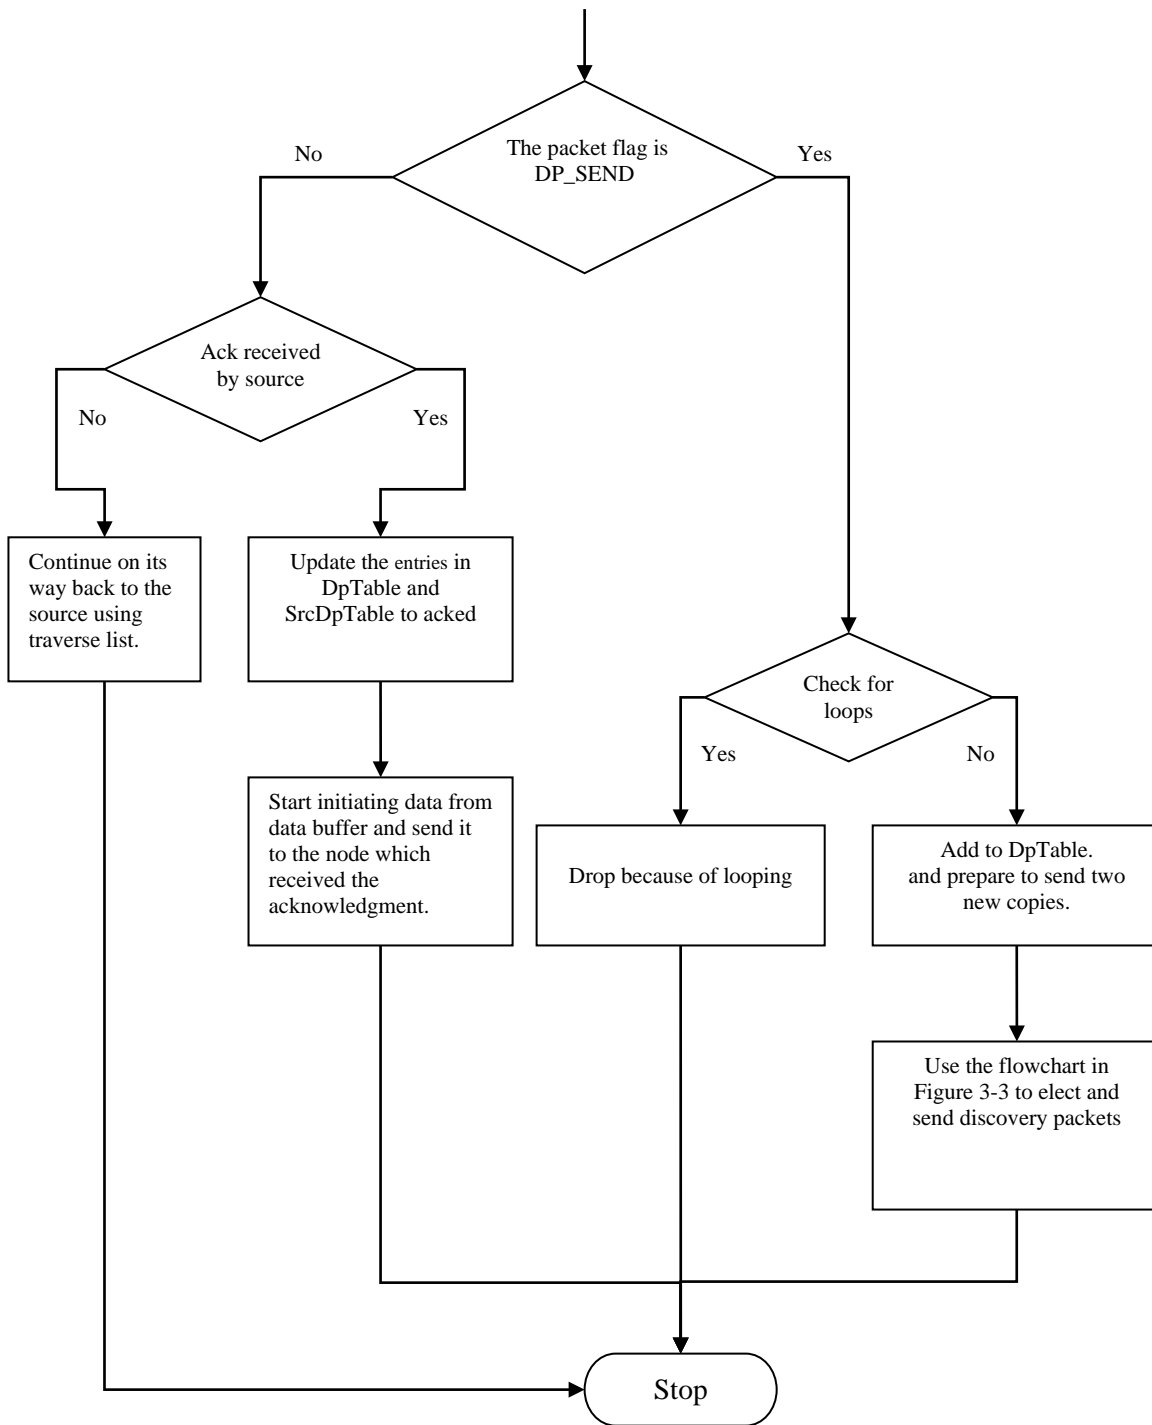 The packet flag is
DP_SEND
No
Yes
Ack received
by source
No
Yes
Continue on its
way back to the
source using
traverse list.
Update the entries in
DpTable and
SrcDpTable to acked
Check for
loops
Yes
No
Start initiating data from
data buffer and send it
to the node which
received the
acknowledgment.
Drop because of looping
Add to DpTable.
and prepare to send two
new copies.
Use the flowchart in
Figure 3-3 to elect and
send discovery packets
Stop